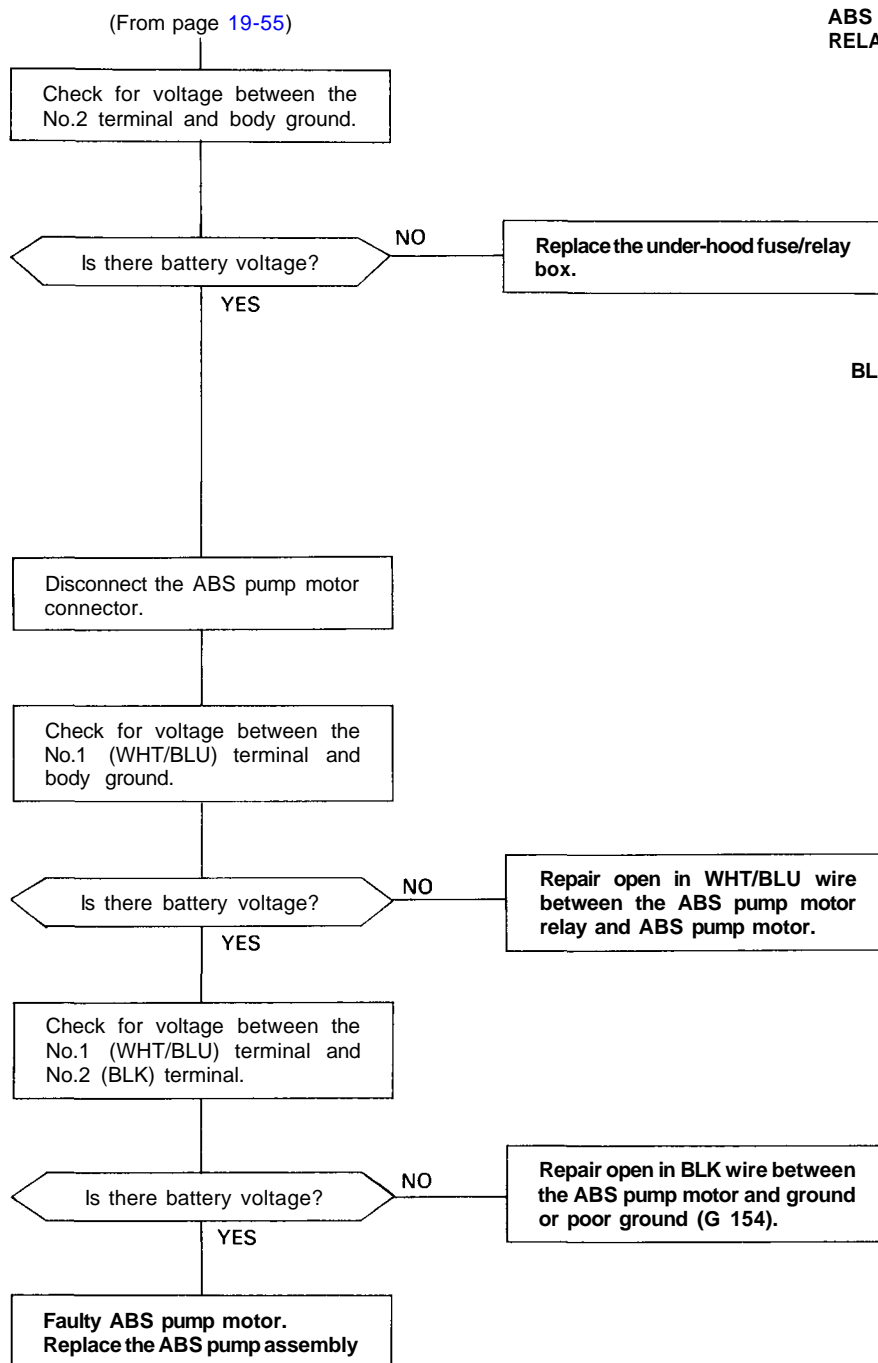 (From page 19-55)
ABS
Check for voltage between the
No.2 terminal and body ground.
Is there battery voltage?
NO
Replace the under-hood fuse/relay
box.
YES
Disconnect the ABS pump motor
connector.
Check for voltage between the
No.1 (WHT/BLU) terminal and
body ground.
Is there battery voltage?
NO
Repair open in WHT/BLU wire
between the ABS pump motor
relay and ABS pump motor.
YES
Check for voltage between the
No.1 (WHT/BLU) terminal and
No.2 (BLK) terminal.
Is there battery voltage?
NO
Repair open in BLK wire between
the ABS pump motor and ground
or poor ground (G 154).
YES
Faulty ABS pump motor.
Replace the ABS pump assembly